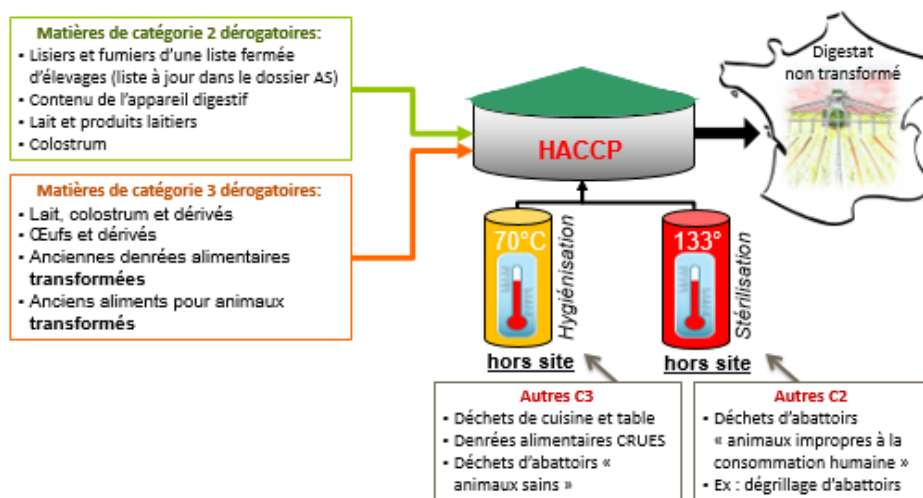 Matières de catégorie 2 dérogatoires:
▪ Lisiers et fumiers d'une liste fermée
d'élevages (liste à jour dans le dossier AS)
▪ Contenu de l'appareil digestif
▪ Lait et produits laitiers
▪ Colostrum
Matières de catégorie 3 dérogatoires:
▪ Lait, colostrum et dérivés
▪ Œufs et dérivés
▪ Anciennes denrées alimentaires
transformées
▪ Anciens aliments pour animaux
transformés
HACCP
Digestat
non transformé
70°C
Hygiénisation
hors site
133°
Stérilisation
hors site
Autres C3
▪ Déchets de cuisine et table
▪ Denrées alimentaires CRUES
▪ Déchets d'abattoirs «
animaux sains »
Autres C2
▪ Déchets d'abattoirs
« animaux impropres à la
consommation humaine »
▪ Ex : dégrillage d'abattoirs